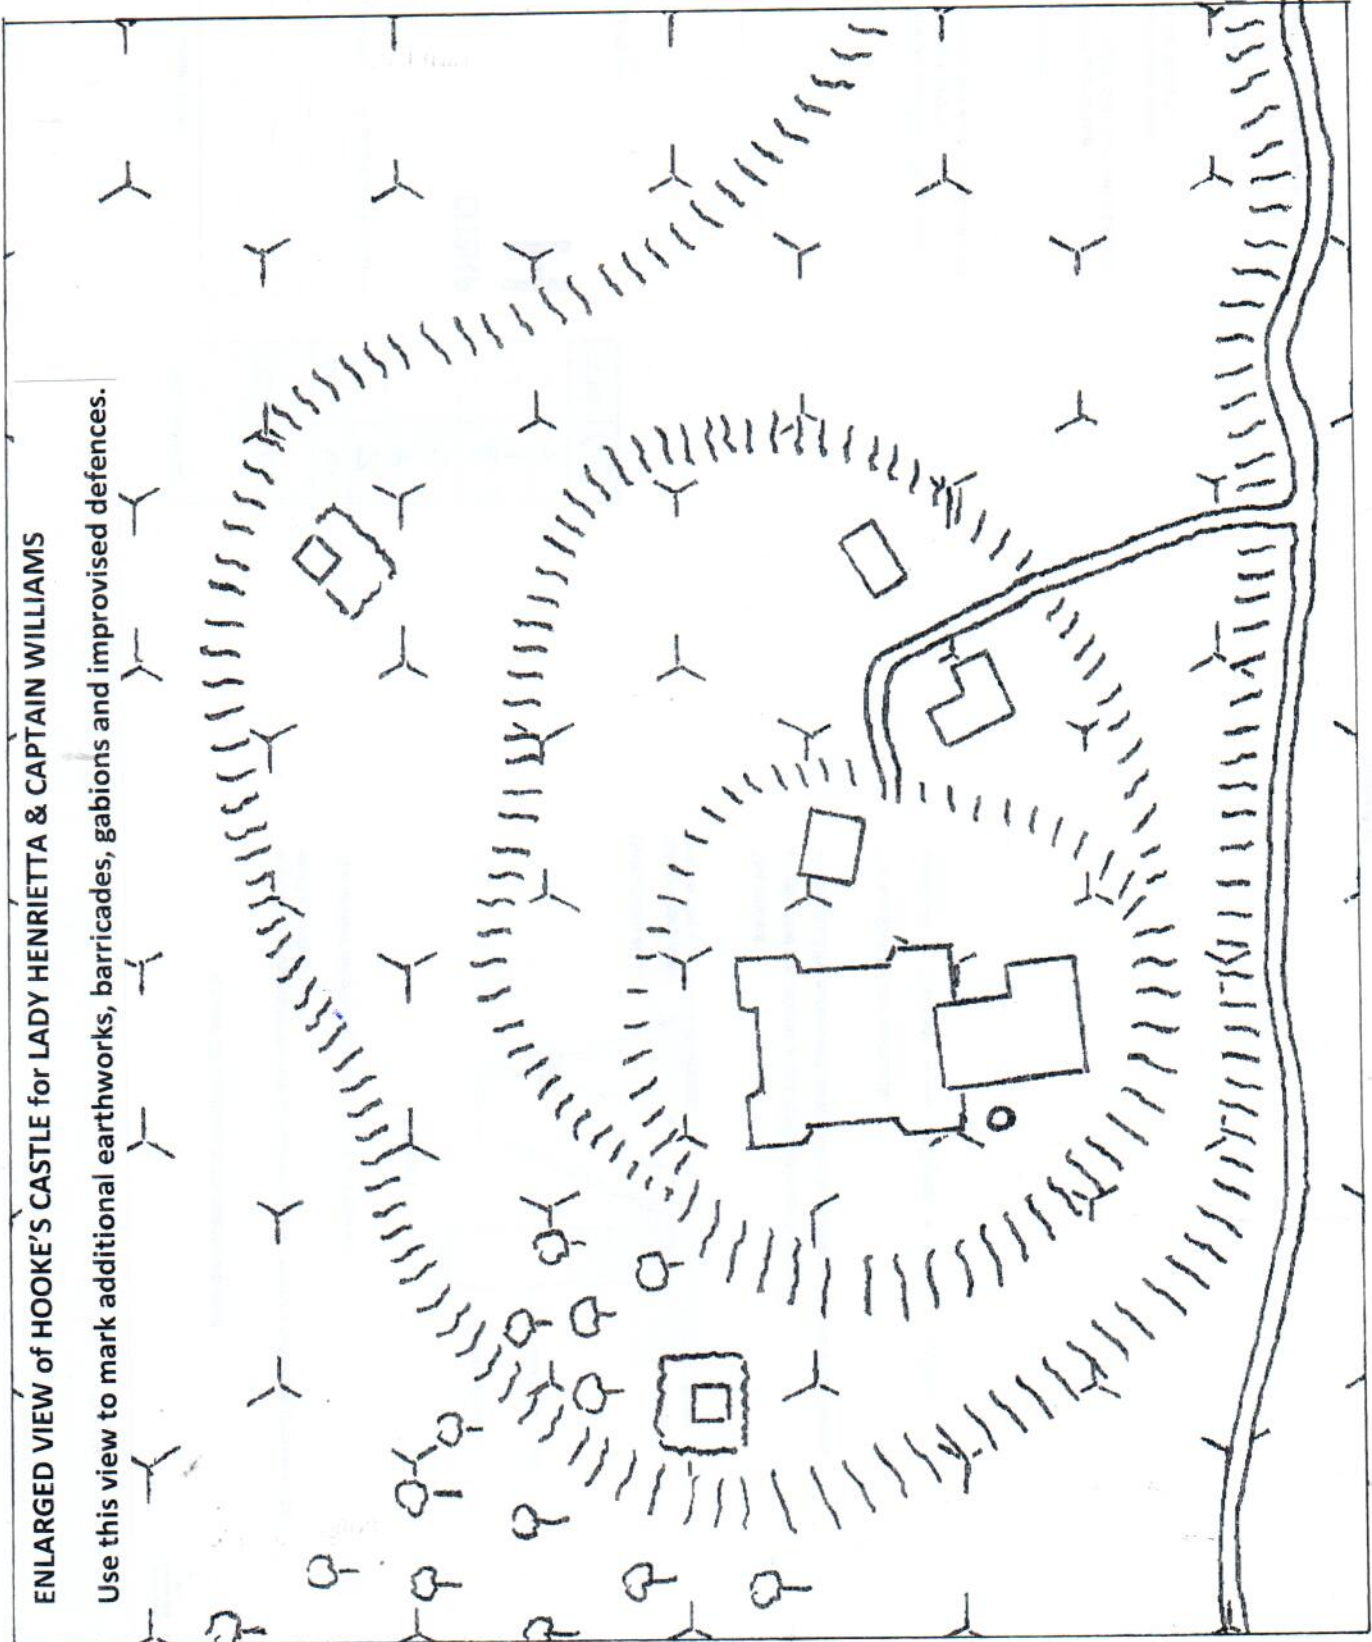 ENLARGED VIEW of HOOKE'S CASTLE for LADY HENRIETTA & CAPTAIN WILLIAMS
Use this view to mark additional earthworks, barricades, gabions and improvised defences.